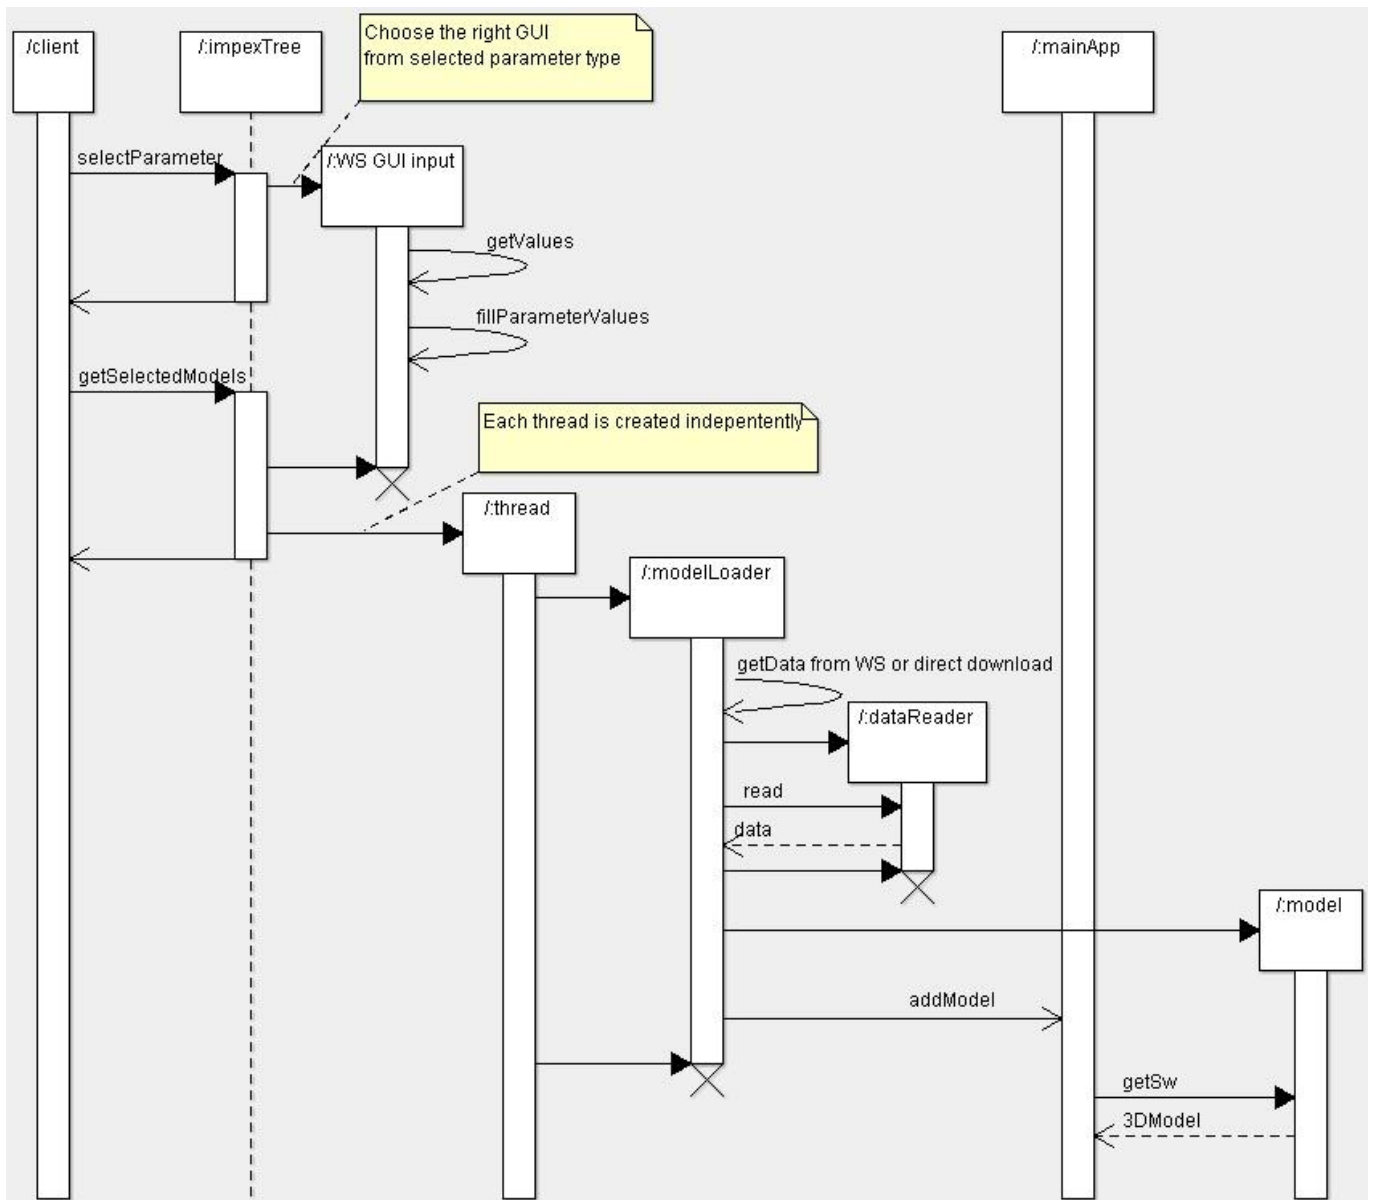 /client
/:impexTree
Choose the right GUI
from selected parameter type
/:mainApp
selectParameter
/:WS GUI input
getValues
fillParameterValues
getSelectedModels
Each thread is created indepentently
/:thread
/:modelLoader
getData from WS or direct download
/:dataReader
read
data
/:model
addModel
getSw
3DModel